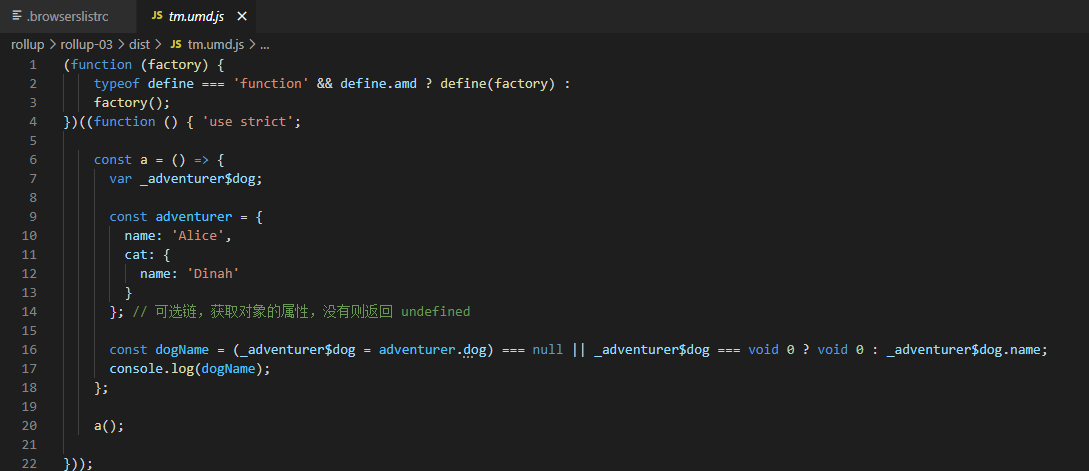 .browserslistrc JS tm.umd.js ×
rollup > rollup-03 > dist > JS tm.umd.js > ...
1 (function (factory) {
2     typeof define === 'function' && define.amd ? define(factory) :
3     factory();
4 })((function () { 'use strict';
5
6     const a = () => {
7       var _adventurer$dog;
8
9       const adventurer = {
10         name: 'Alice',
11         cat: {
12           name: 'Dinah'
13         }
14       }; // 可选链，获取对象的属性，没有则返回 undefined
15
16       const dogName = (_adventurer$dog = adventurer.dog) === null || _adventurer$dog === void 0 ? void 0 : _adventurer$dog.name;
17       console.log(dogName);
18     };
19
20     a();
21
22 }));